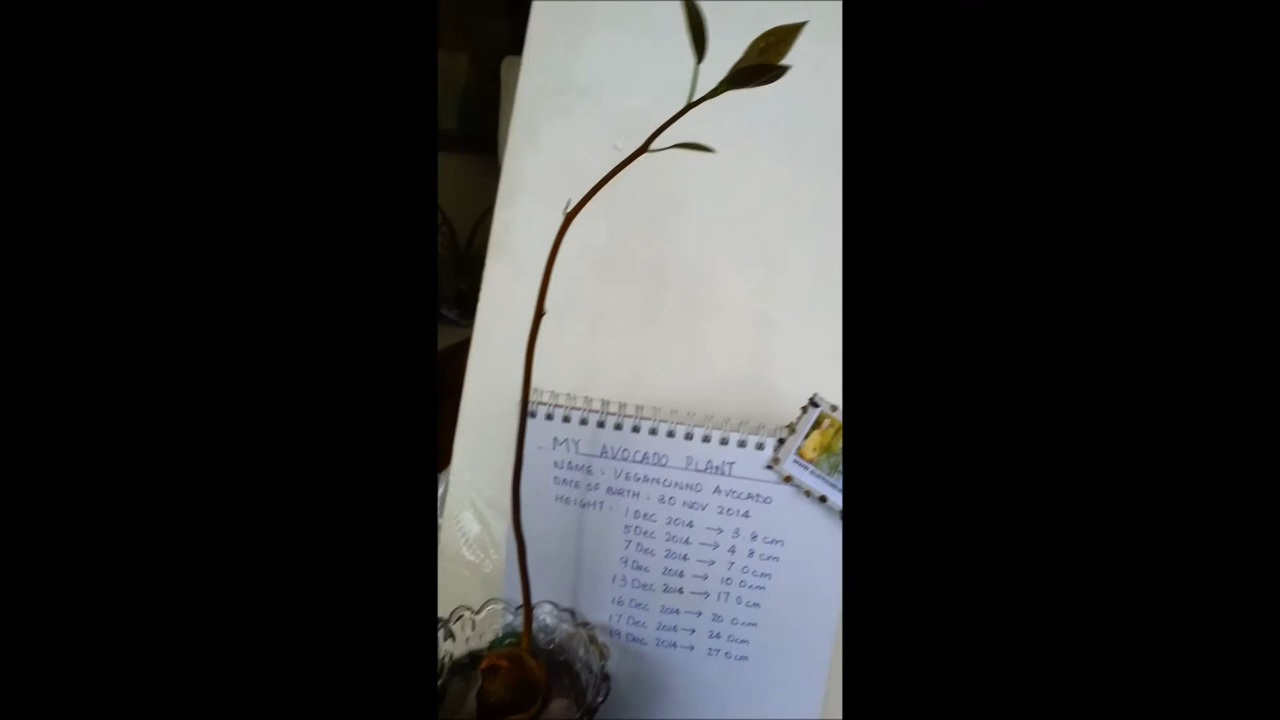 MY AVOCADO PLANT
NAME : VEGANCINNO AVOCADO
DATE OF BIRTH : 30 NOV 2014
HEIGHT : 1 DEC 2014 → 3.8 cm
5 DEC 2014 → 4.8 cm
7 DEC 2014 → 7.0 cm
9 DEC 2014 → 10.0 cm
13 DEC 2014 → 17.0 cm
16 DEC 2014 → 20.0 cm
17 DEC 2014 → 24.0 cm
19 DEC 2014 → 27.0 cm